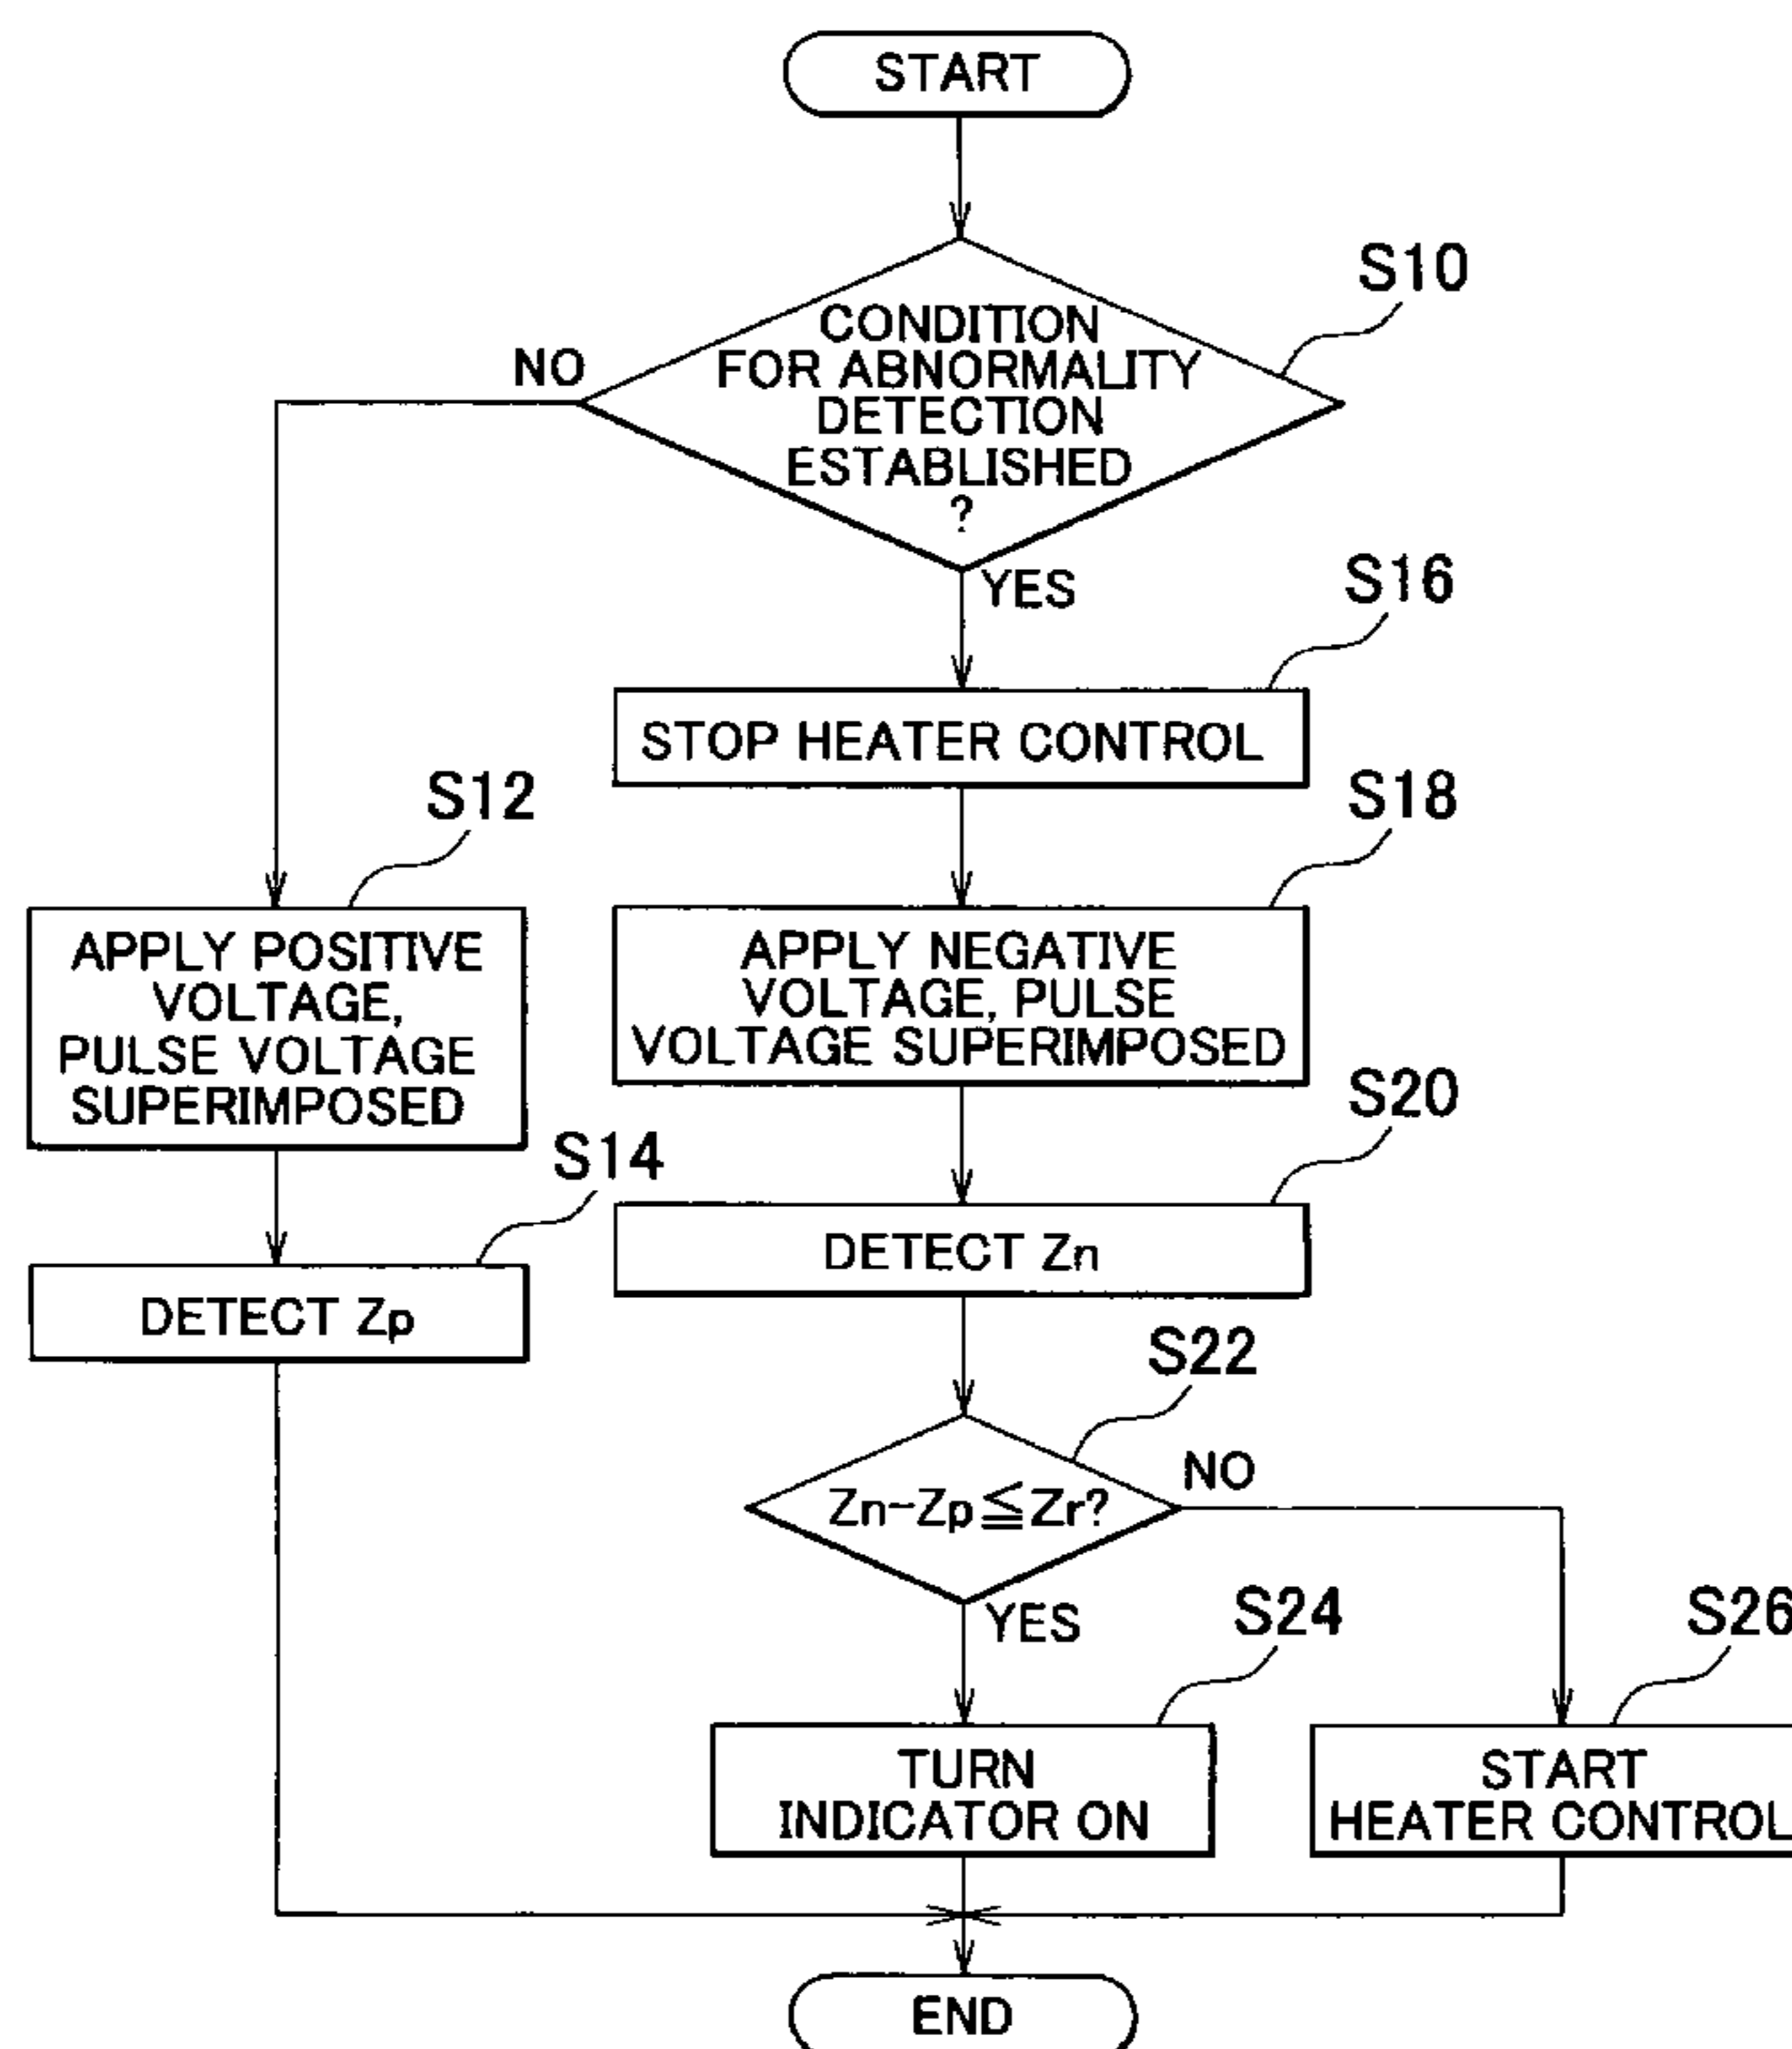 START
S10
CONDITION
FOR ABNORMALITY
DETECTION
ESTABLISHED
?
NO
YES
S16
STOP HEATER CONTROL
S12
S18
APPLY POSITIVE
VOLTAGE,
PULSE VOLTAGE
SUPERIMPOSED
APPLY NEGATIVE
VOLTAGE, PULSE
VOLTAGE SUPERIMPOSED
S14
S20
DETECT Zp
DETECT Zn
S22
Zn-Zp≦Zr?
NO
YES
S24
S26
TURN
INDICATOR ON
START
HEATER CONTROL
END